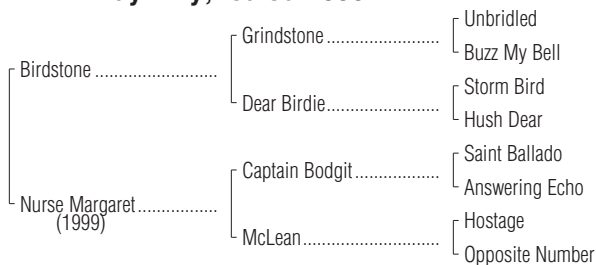 Unbridled
Grindstone ........................
Buzz My Bell
Birdstone ..........................
Storm Bird
Dear Birdie........................
Hush Dear
Saint Ballado
Captain Bodgit..................
Answering Echo
Nurse Margaret.................
(1999)
Hostage
McLean.............................
Opposite Number